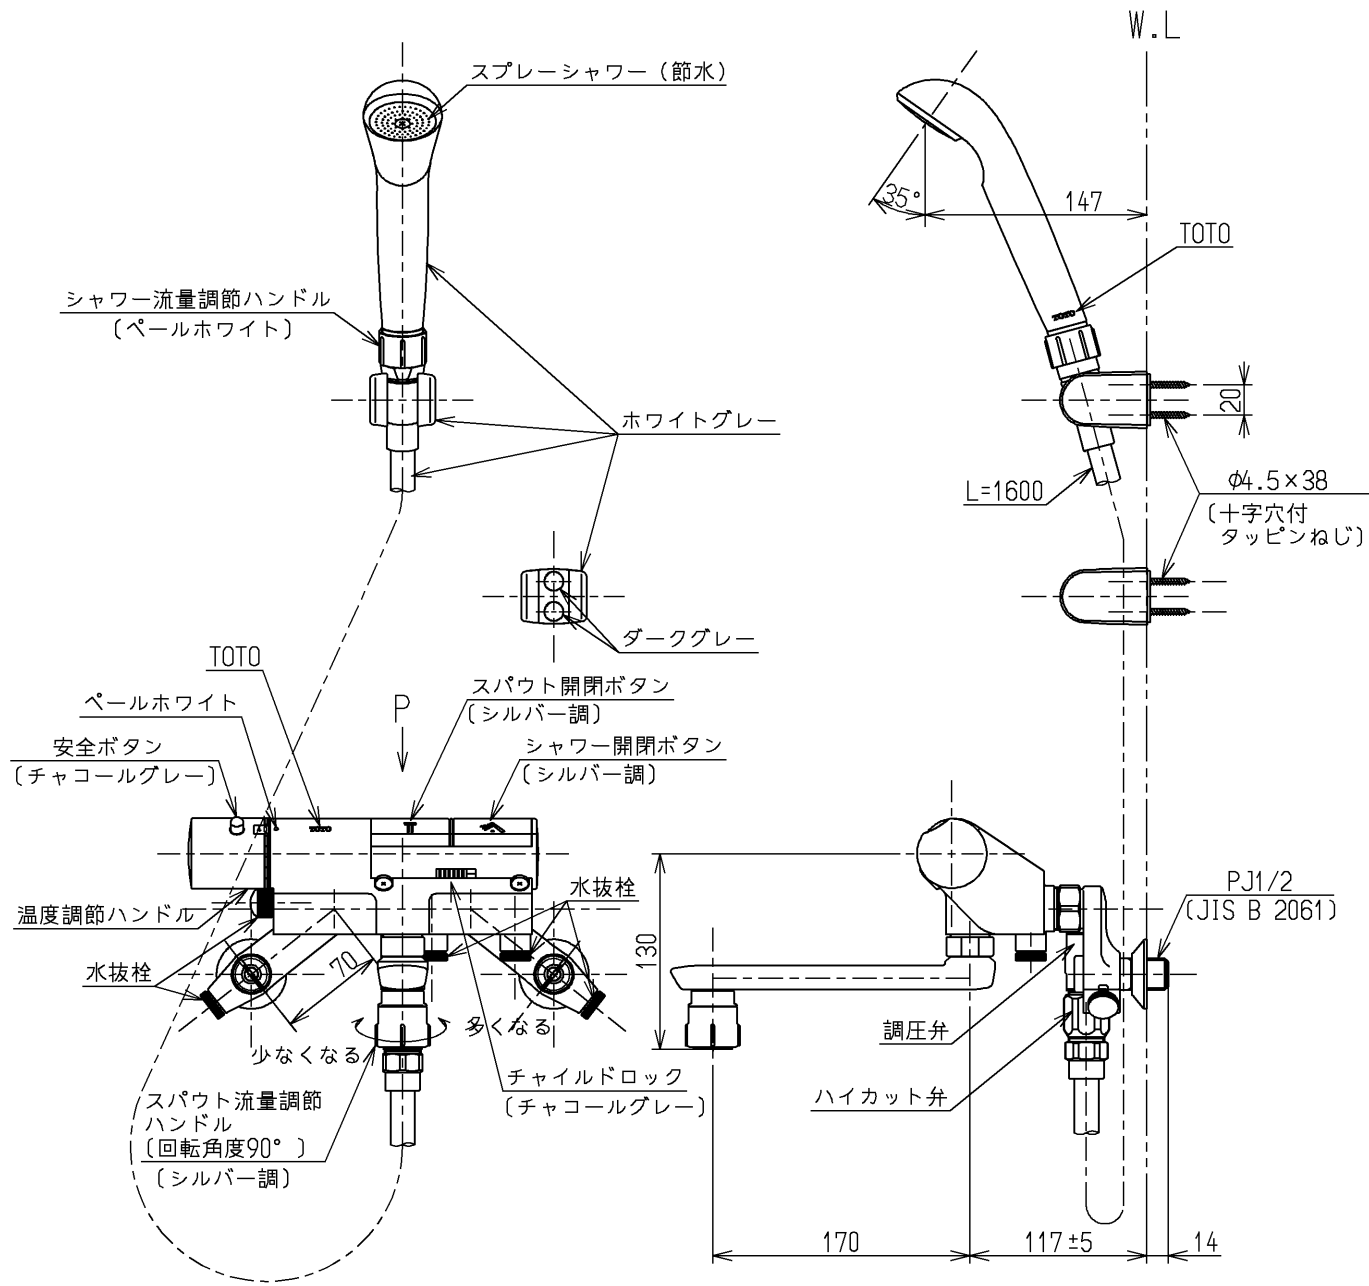 W.L
スプレーシャワー（節水）
35°
147
TOTO
シャワー流量調節ハンドル
（ペールホワイト）
TOTO
20
ホワイトグレー
L=1600
φ4.5×38
（十字穴付
タッピンねじ）
ダークグレー
TOTO
ペールホワイト
P
スパウト開閉ボタン
（シルバー調）
安全ボタン
（チャコールグレー）
シャワー開閉ボタン
（シルバー調）
TOTO
水抜栓
PJ1/2
（JIS B 2061）
温度調節ハンドル
130
水抜栓
70
多くなる
少なくなる
調圧弁
チャイルドロック
（チャコールグレー）
ハイカット弁
スパウト流量調節
ハンドル
（回転角度90°）
（シルバー調）
170
117±5
14